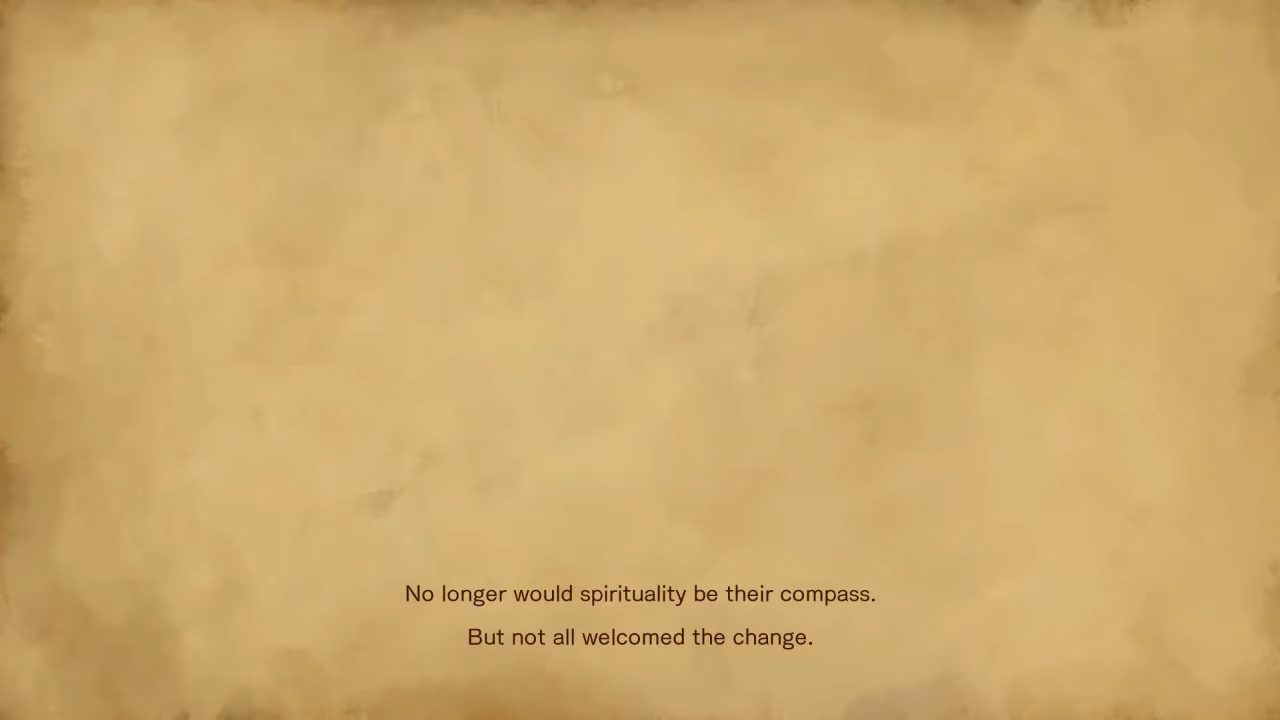 No longer would spirituality be their compass.
But not all welcomed the change.